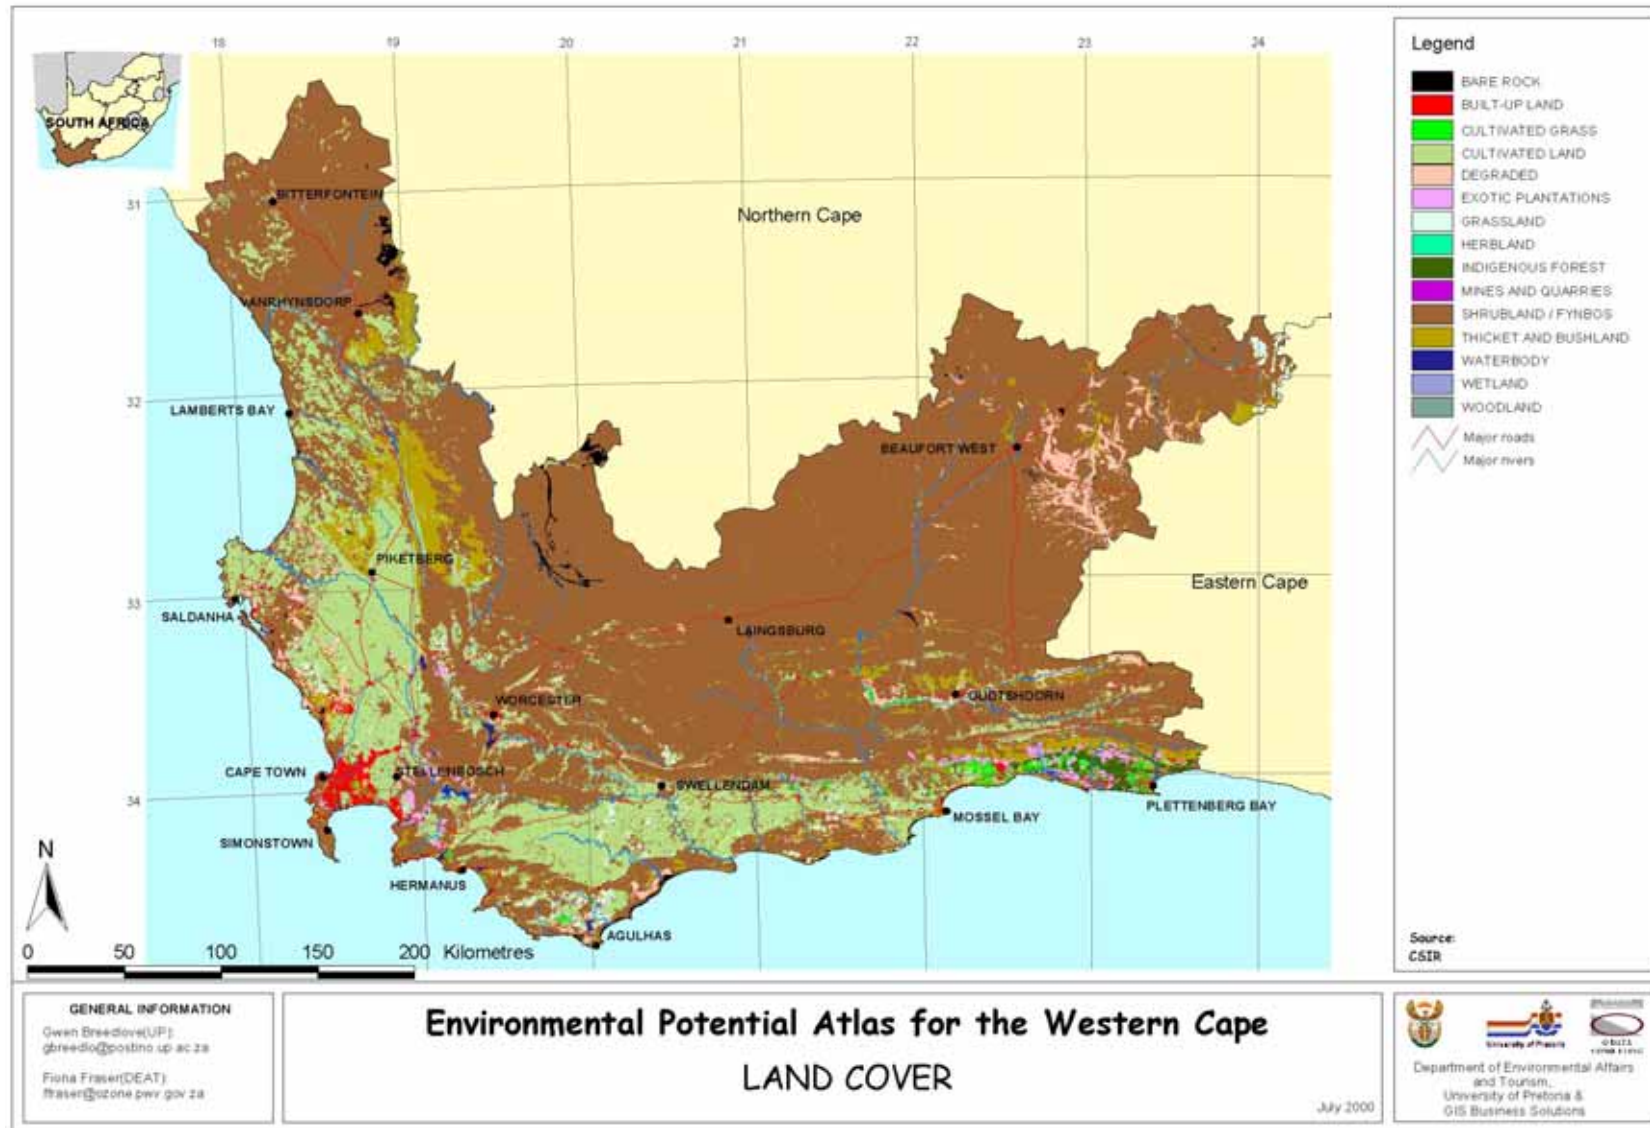 18 19 20 21 22 23 24
SOUTH AFRICA
31
32
33
34
Northern Cape
Eastern Cape
BITTERFONTEIN
VANRHYNSDORP
LAMBERTS BAY
BEAUFORT WEST
PIKETBERG
SALDANHA
LAINGSBURG
OUDTSHOORN
WORCESTER
CAPE TOWN
STELLENBOSCH
SWELLENDAM
PLETTENBERG BAY
MOSSEL BAY
SIMONSTOWN
HERMANUS
AGULHAS
N
0 50 100 150 200 Kilometres
Legend
BARE ROCK
BUILT-UP LAND
CULTIVATED GRASS
CULTIVATED LAND
DEGRADED
EXOTIC PLANTATIONS
GRASSLAND
HERBLAND
INDIGENOUS FOREST
MINES AND QUARRIES
SHRUBLAND / FYNBOS
THICKET AND BUSHLAND
WATERBODY
WETLAND
WOODLAND
Major roads
Major rivers
Source:
CSIR
GENERAL INFORMATION
Gwen Breedlove(UP):
gbreedlo@postino.up.ac.za
Fiona Fraser(DEAT):
ffraser@ozone.pwv.gov.za
Environmental Potential Atlas for the Western Cape
LAND COVER
July 2000
University of Pretoria
Department of Environmental Affairs
and Tourism,
University of Pretoria &
GIS Business Solutions